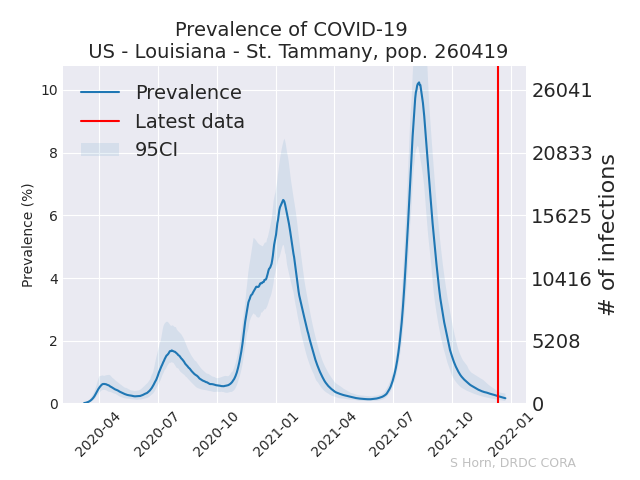 Prevalence of COVID-19
US - Louisiana - St. Tammany, pop. 260419
Prevalence
Latest data
95CI
Prevalence (%)
10
8
6
4
2
0
26041
20833
15625
10416
5208
0
# of infections
2020-04
2020-07
2020-10
2021-01
2021-04
2021-07
2021-10
2022-01
S Horn, DRDC CORA